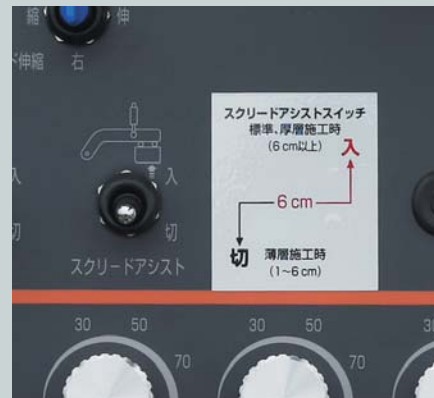 縮 伸
ド伸縮 右
スクリードアシストスイッチ
標準、厚層施工時
(6 cm以上) 入
入 入
6 cm
切 切
切 薄層施工時
(1〜6 cm)
スクリードアシスト
30 50 30 50 30
70 70